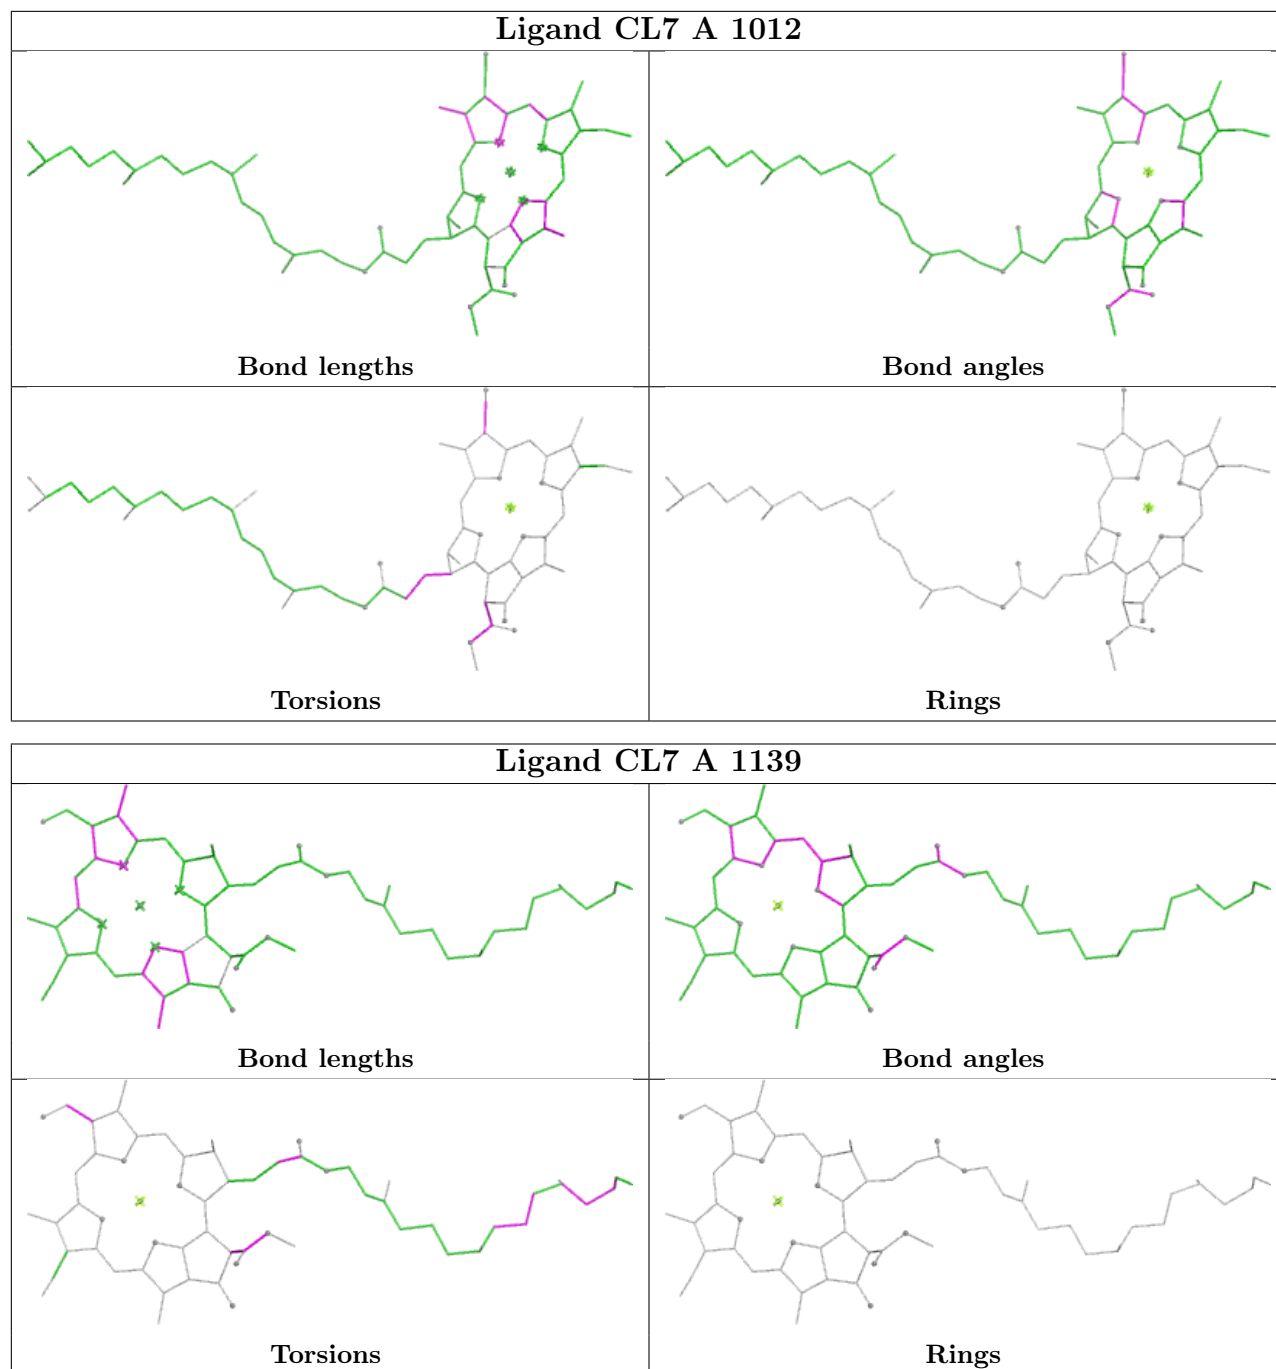 Ligand CL7 A 1012
Bond lengths
Bond angles
Torsions
Rings
Ligand CL7 A 1139
Bond lengths
Bond angles
Torsions
Rings